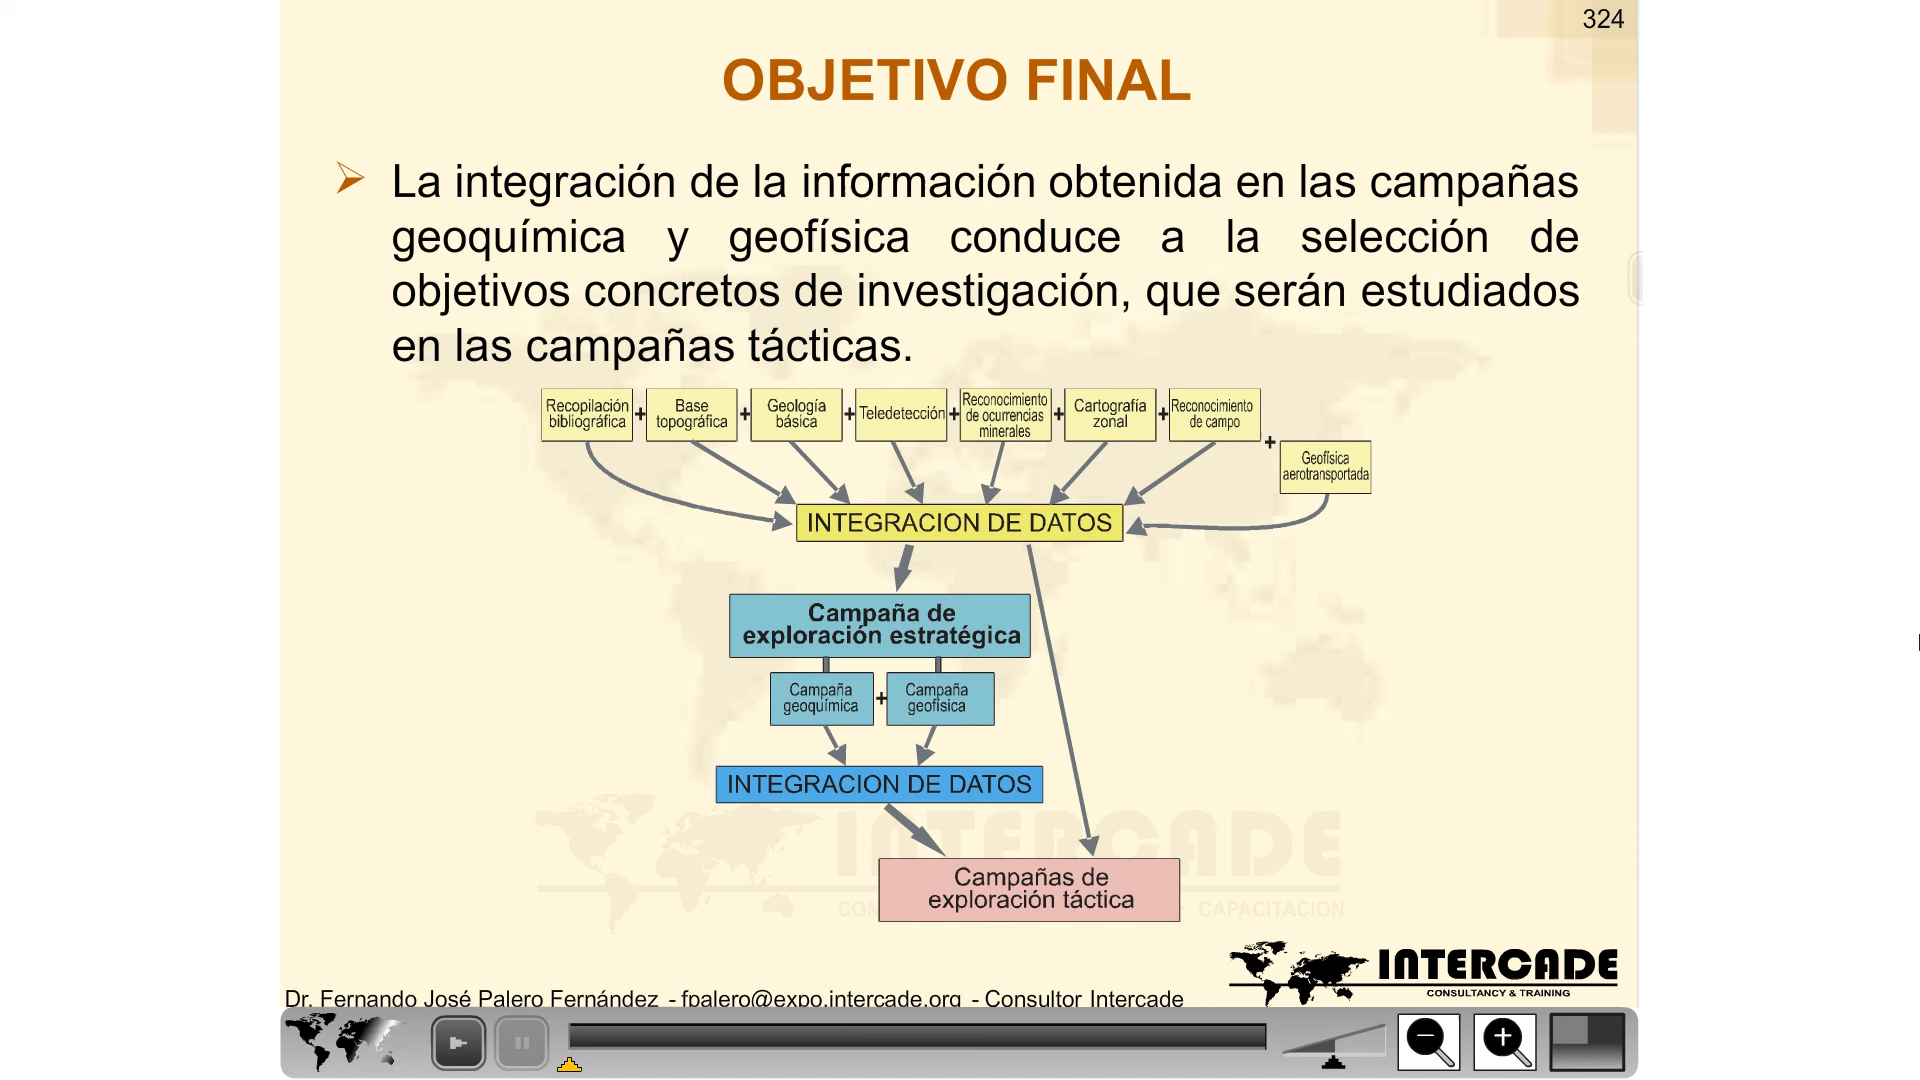 324
OBJETIVO FINAL
La integración de la información obtenida en las campañas
geoquímica y geofísica conduce a la selección de
objetivos concretos de investigación, que serán estudiados
en las campañas tácticas.
Recopilación
bibliográfica
+
Base
topográfica
+
Geología
básica
+
Teledetección
+
Reconocimiento
de ocurrencias
minerales
+
Cartografía
zonal
+
Reconocimiento
de campo
+
Geofísica
aerotransportada
INTEGRACION DE DATOS
Campaña de
exploración estratégica
Campaña
geoquímica
+
Campaña
geofísica
INTEGRACION DE DATOS
Campañas de
exploración táctica
INTERCADE
CON
CAPACITACION
INTERCADE
CONSULTANCY & TRAINING
Dr. Fernando José Palero Fernández - fpalero@expo.intercade.org - Consultor Intercade